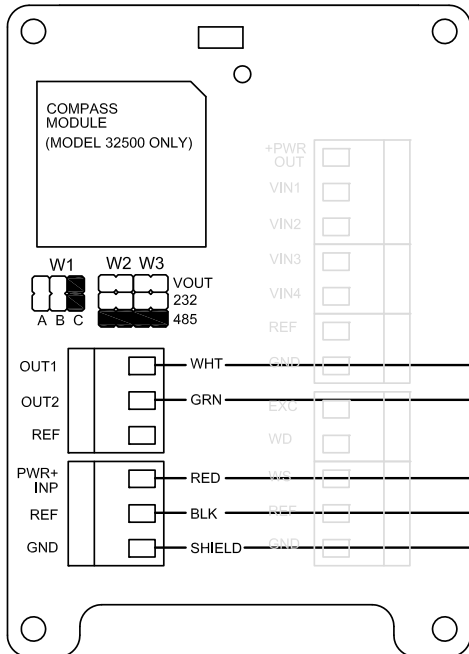 COMPASS
MODULE
(MODEL 32500 ONLY)
+PWR
OUT
VIN1
VIN2
VIN3
VIN4
REF
GND
W1
W2 W3
VOUT
232
485
A B C
OUT1
WHT
OUT2
GRN
REF
EXC
WD
PWR+
INP
RED
WS
REF
BLK
REF
GND
SHIELD
GND